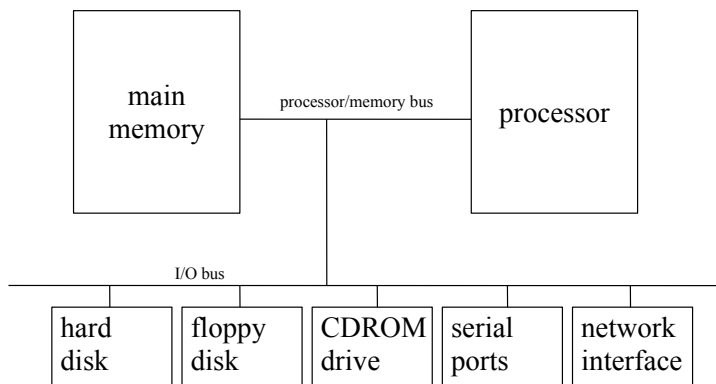 main
memory
processor/memory bus
processor
I/O bus
hard
disk
floppy
disk
CDROM
drive
serial
ports
network
interface